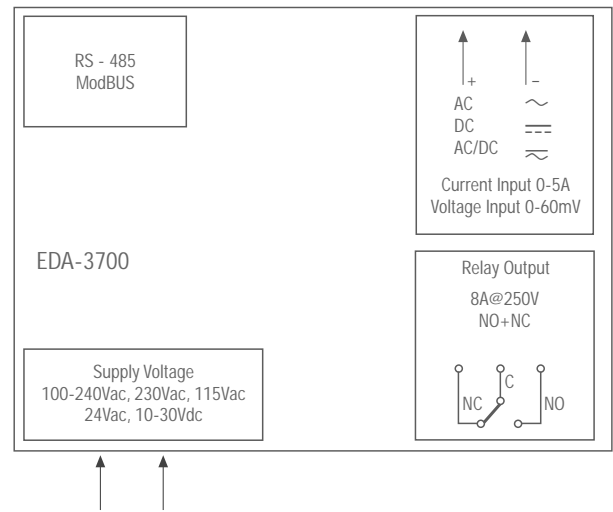 RS - 485
ModBUS
+ –
AC
DC
AC/DC
Current Input 0-5A
Voltage Input 0-60mV
EDA-3700
Relay Output
8A@250V
NO+NC
C
NC
NO
Supply Voltage
100-240Vac, 230Vac, 115Vac
24Vac, 10-30Vdc